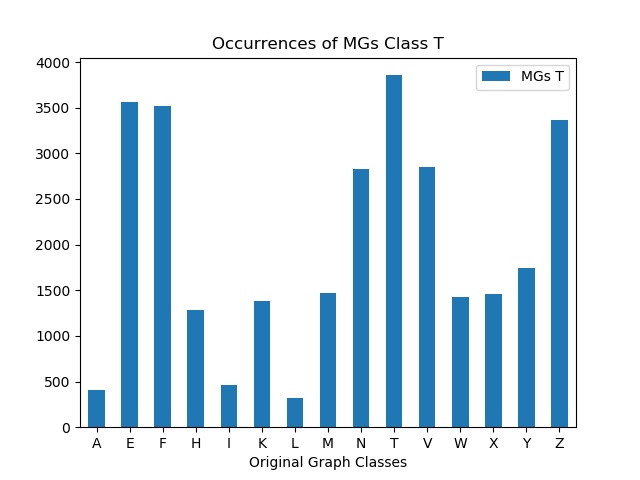 Occurrences of MGs Class T
MGs T
4000
3500
3000
2500
2000
1500
1000
500
0
A E F H I K L M N T V W X Y Z
Original Graph Classes